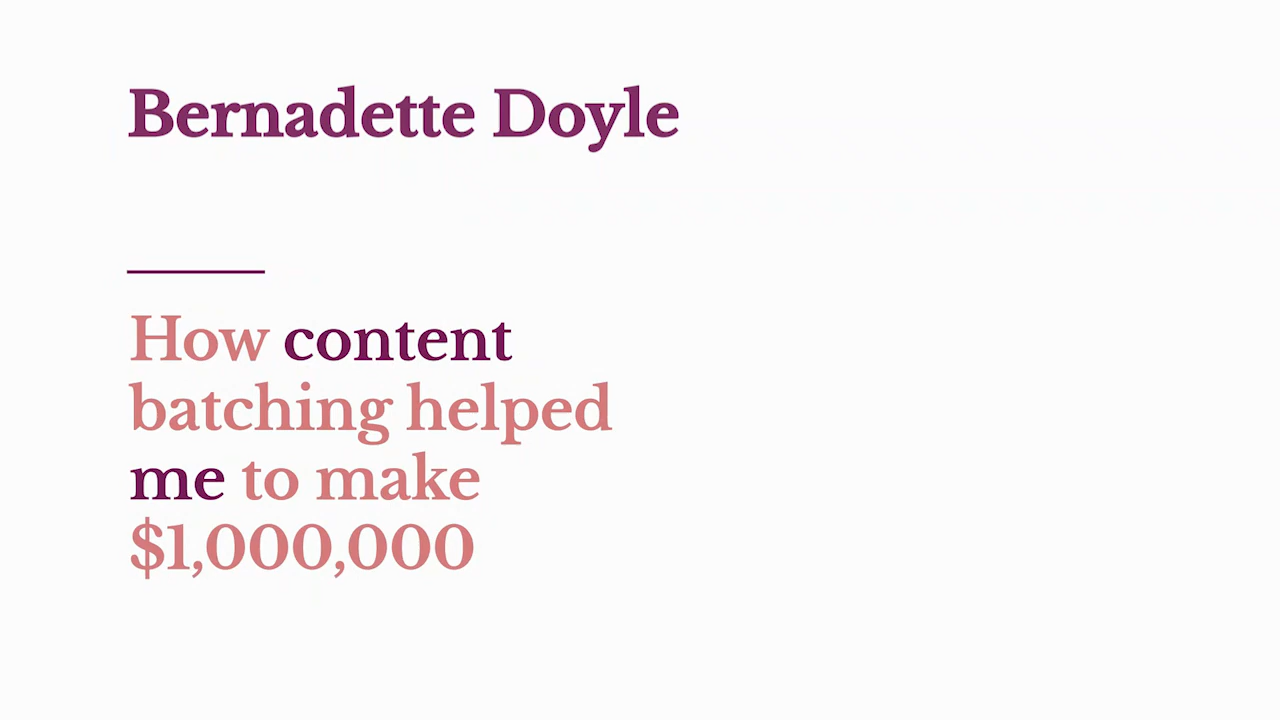 Bernadette Doyle
How content
batching helped
me to make
$1,000,000